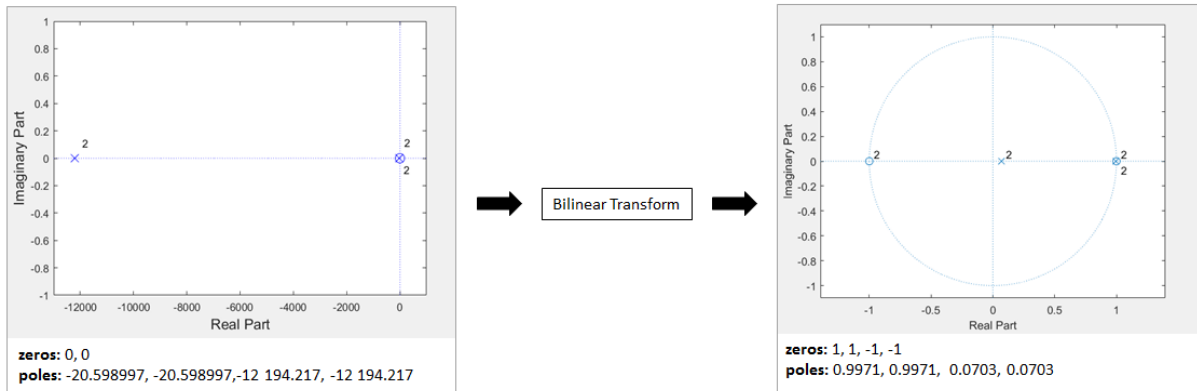 1
0.8
0.6
0.4
0.2
0
-0.2
-0.4
-0.6
-0.8
-1
Imaginary Part
2
2
2
-12000 -10000 -8000 -6000 -4000 -2000 0
Real Part
zeros: 0, 0
poles: -20.598997, -20.598997,-12 194.217, -12 194.217
Bilinear Transform
1
0.8
0.6
0.4
0.2
0
-0.2
-0.4
-0.6
-0.8
-1
Imaginary Part
2
2
2
2
-1 -0.5 0 0.5 1
Real Part
zeros: 1, 1, -1, -1
poles: 0.9971, 0.9971, 0.0703, 0.0703